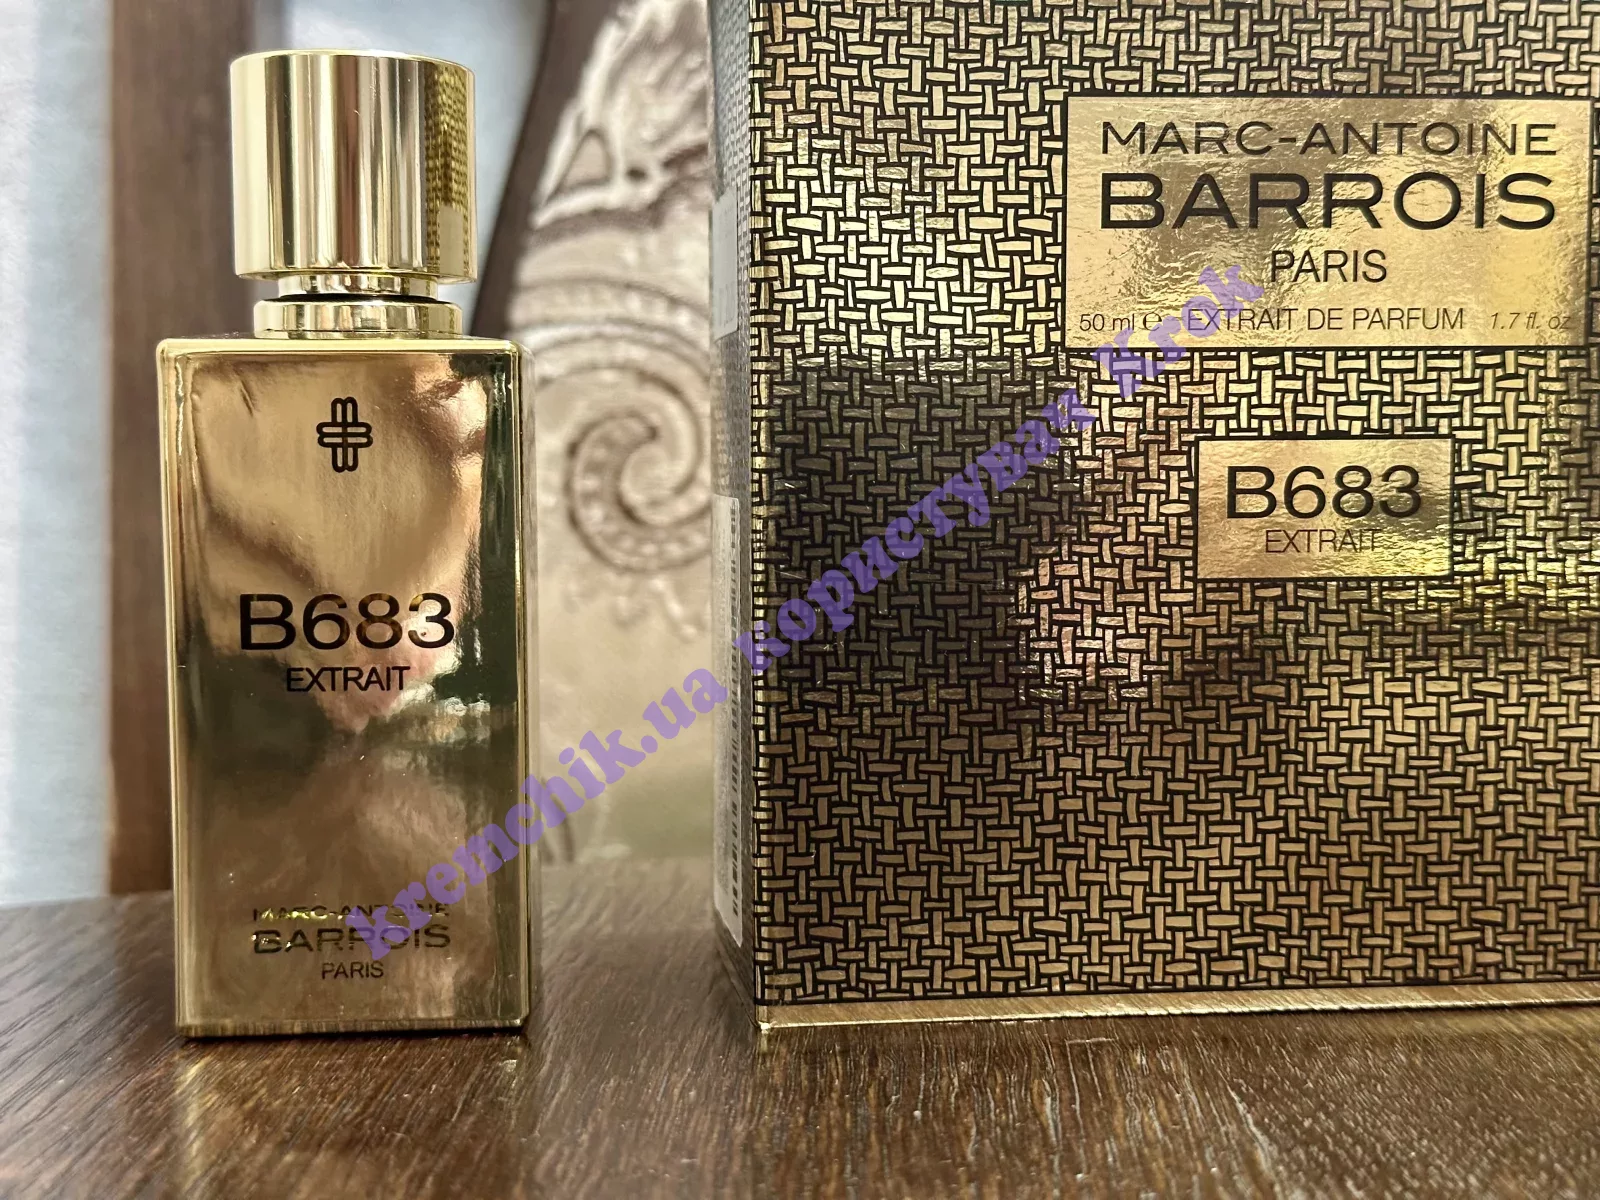 B683
EXTRAIT
MARC-ANTOINE
BARROIS
PARIS
MARC-ANTOINE
BARROIS
PARIS
50 ml ℮ EXTRAIT DE PARFUM 1.7 fl. oz
B683
EXTRAIT
kremchik.ua користувач Krok